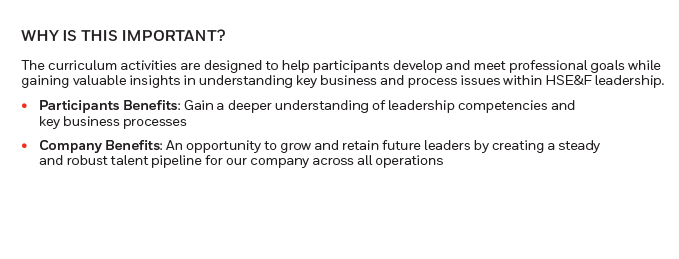 WHY IS THIS IMPORTANT?
The curriculum activities are designed to help participants develop and meet professional goals while
gaining valuable insights in understanding key business and process issues within HSE&F leadership.
• Participants Benefits: Gain a deeper understanding of leadership competencies and
key business processes
• Company Benefits: An opportunity to grow and retain future leaders by creating a steady
and robust talent pipeline for our company across all operations